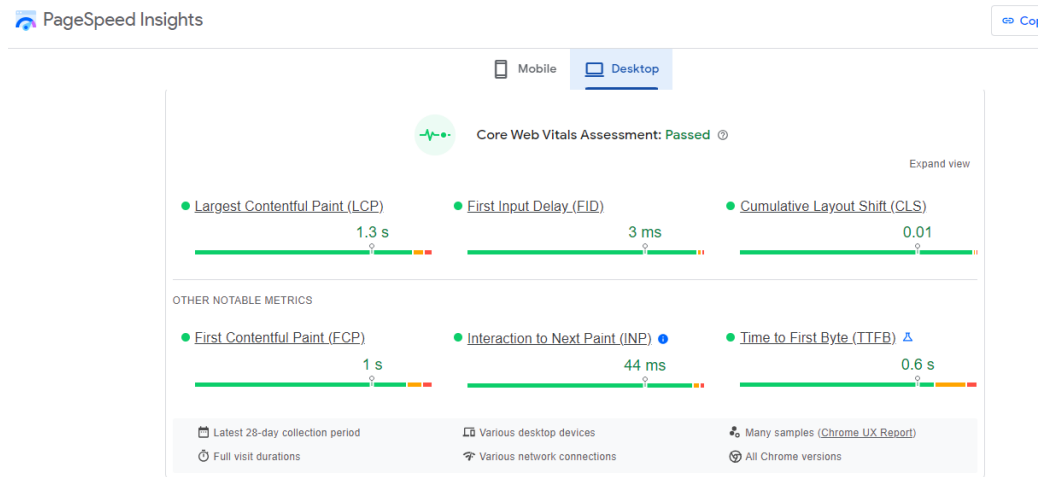 PageSpeed Insights
Mobile
Desktop
Core Web Vitals Assessment: Passed
Expand view
Largest Contentful Paint (LCP)
1.3 s
First Input Delay (FID)
3 ms
Cumulative Layout Shift (CLS)
0.01
OTHER NOTABLE METRICS
First Contentful Paint (FCP)
1 s
Interaction to Next Paint (INP)
44 ms
Time to First Byte (TTFB)
0.6 s
Latest 28-day collection period
Various desktop devices
Many samples (Chrome UX Report)
Full visit durations
Various network connections
All Chrome versions